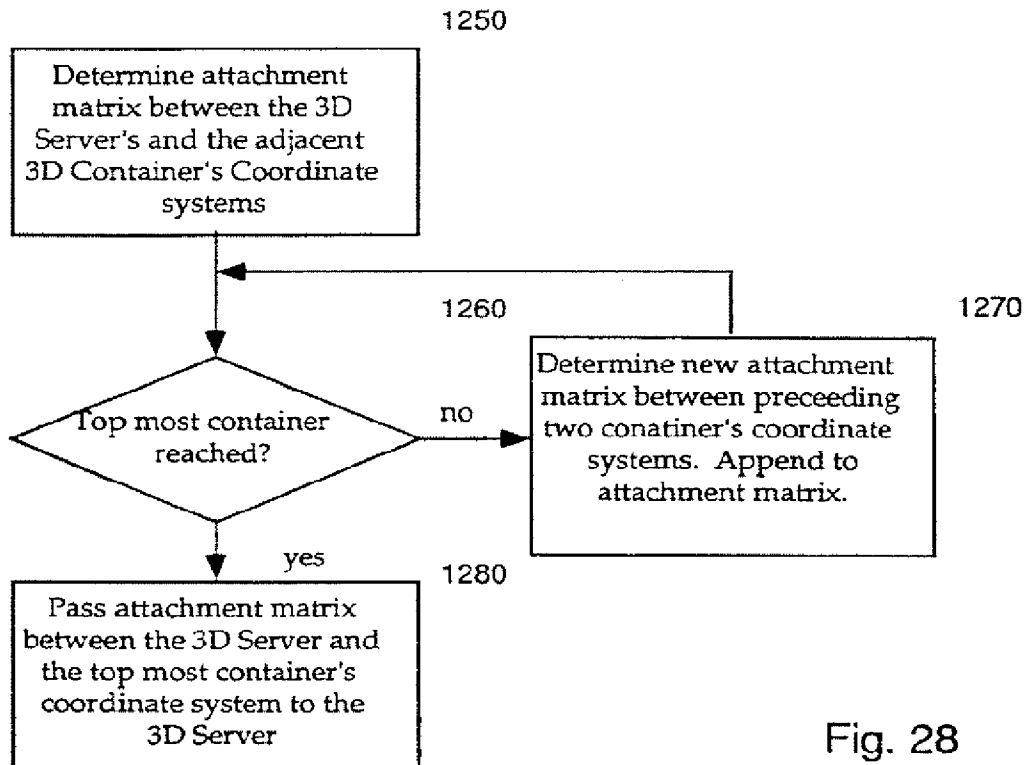 1250
Determine attachment
matrix between the 3D
Server's and the adjacent
3D Container's Coordinate
systems
1260
Top most container
reached?
no
yes
1270
Determine new attachment
matrix between preceeding
two conatiner's coordinate
systems. Append to
attachment matrix.
1280
Pass attachment matrix
between the 3D Server and
the top most container's
coordinate system to the
3D Server
Fig. 28